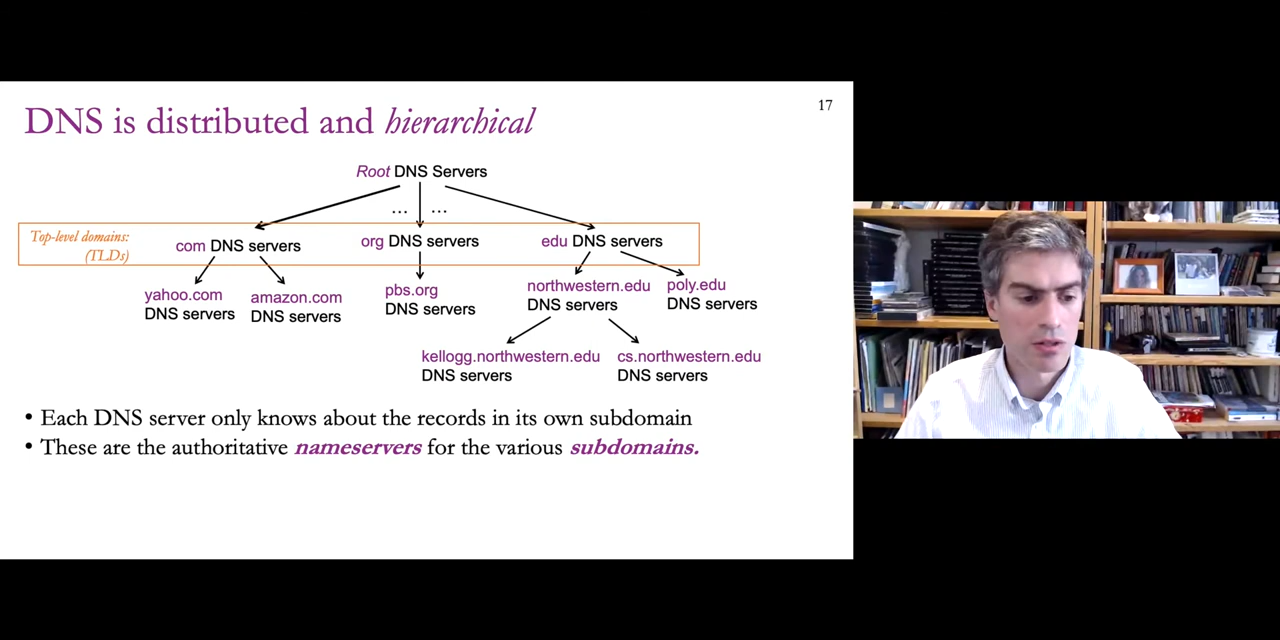 17
DNS is distributed and hierarchical
Root DNS Servers
... ...
Top-level domains:
(TLDs)
com DNS servers
org DNS servers
edu DNS servers
yahoo.com
DNS servers
amazon.com
DNS servers
pbs.org
DNS servers
northwestern.edu
DNS servers
poly.edu
DNS servers
kellogg.northwestern.edu
DNS servers
cs.northwestern.edu
DNS servers
• Each DNS server only knows about the records in its own subdomain
• These are the authoritative nameservers for the various subdomains.